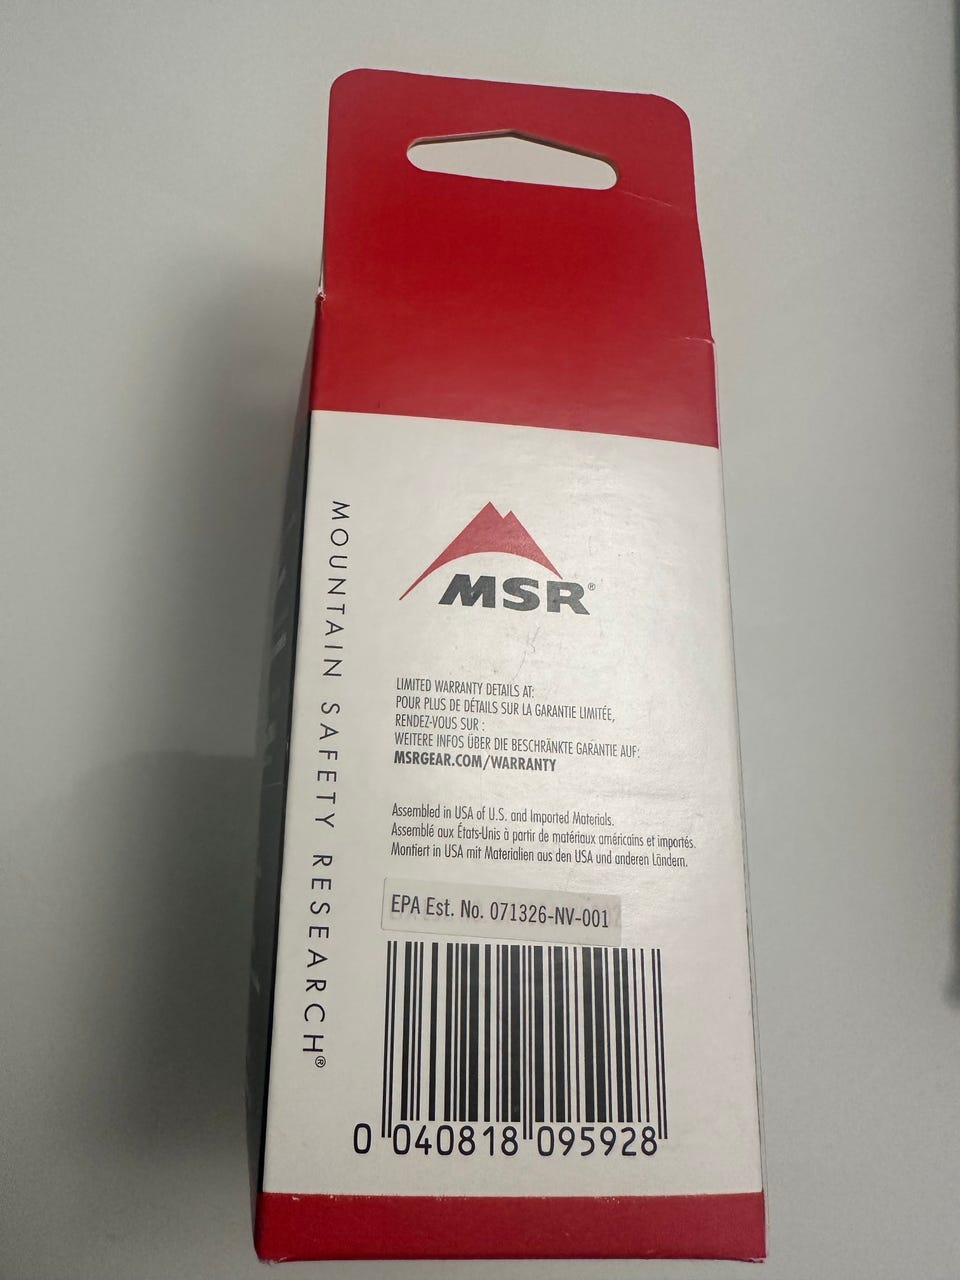 MSR®
MOUNTAIN SAFETY RESEARCH®
LIMITED WARRANTY DETAILS AT:
POUR PLUS DE DÉTAILS SUR LA GARANTIE LIMITÉE,
RENDEZ-VOUS SUR :
WEITERE INFOS ÜBER DIE BESCHRÄNKTE GARANTIE AUF:
MSRGEAR.COM/WARRANTY
Assembled in USA of U.S. and Imported Materials.
Assemblé aux États-Unis à partir de matériaux américains et importés.
Montiert in USA mit Materialien aus den USA und anderen Ländern.
EPA Est. No. 071326-NV-001
0 040818 095928